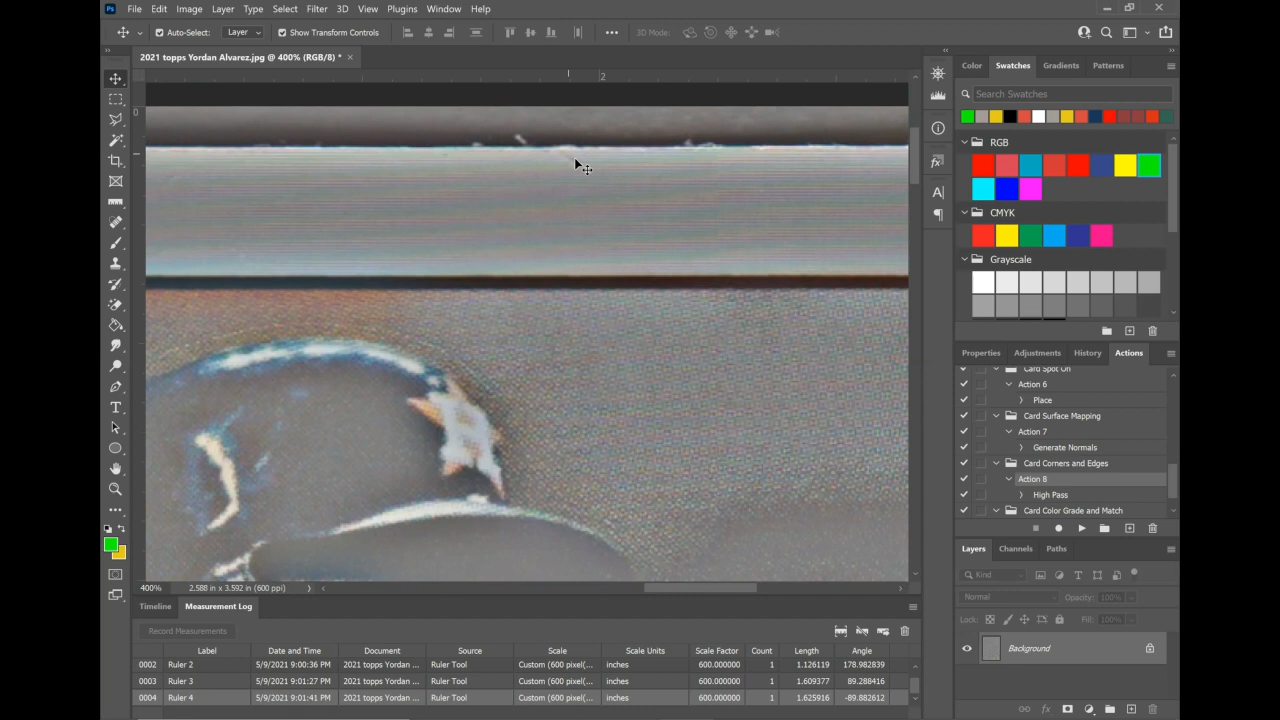 File Edit Image Layer Type Select Filter 3D View Plugins Window Help
Auto-Select: Layer Show Transform Controls 3D Mode:
2021 topps Yordan Alvarez.jpg @ 400% (RGB/8) *
2
0
Color Swatches Gradients Patterns
Search Swatches
RGB
CMYK
Grayscale
Properties Adjustments History Actions
Card Spot On
Action 6
Place
Card Surface Mapping
Action 7
Generate Normals
Card Corners and Edges
Action 8
High Pass
Card Color Grade and Match
Layers Channels Paths
Kind
Normal Opacity: 100%
Lock: Fill: 100%
Background
400% 2.588 in x 3.592 in (600 ppi)
Timeline Measurement Log
Record Measurements
Label Date and Time Document Source Scale Scale Units Scale Factor Count Length Angle
0002 Ruler 2 5/9/2021 9:00:36 PM 2021 topps Yordan ... Ruler Tool Custom (600 pixel(... inches 600.000000 1 1.126119 178.982839
0003 Ruler 3 5/9/2021 9:01:27 PM 2021 topps Yordan ... Ruler Tool Custom (600 pixel(... inches 600.000000 1 1.609377 89.288416
0004 Ruler 4 5/9/2021 9:01:41 PM 2021 topps Yordan ... Ruler Tool Custom (600 pixel(... inches 600.000000 1 1.625916 -89.882612